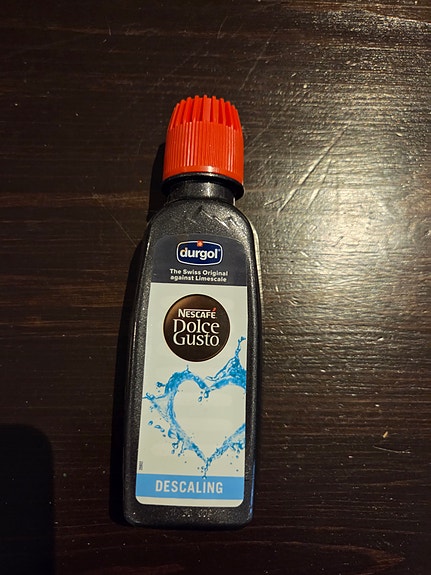 durgol
The Swiss Original
against Limescale
NESCAFÉ
Dolce
Gusto
DESCALING